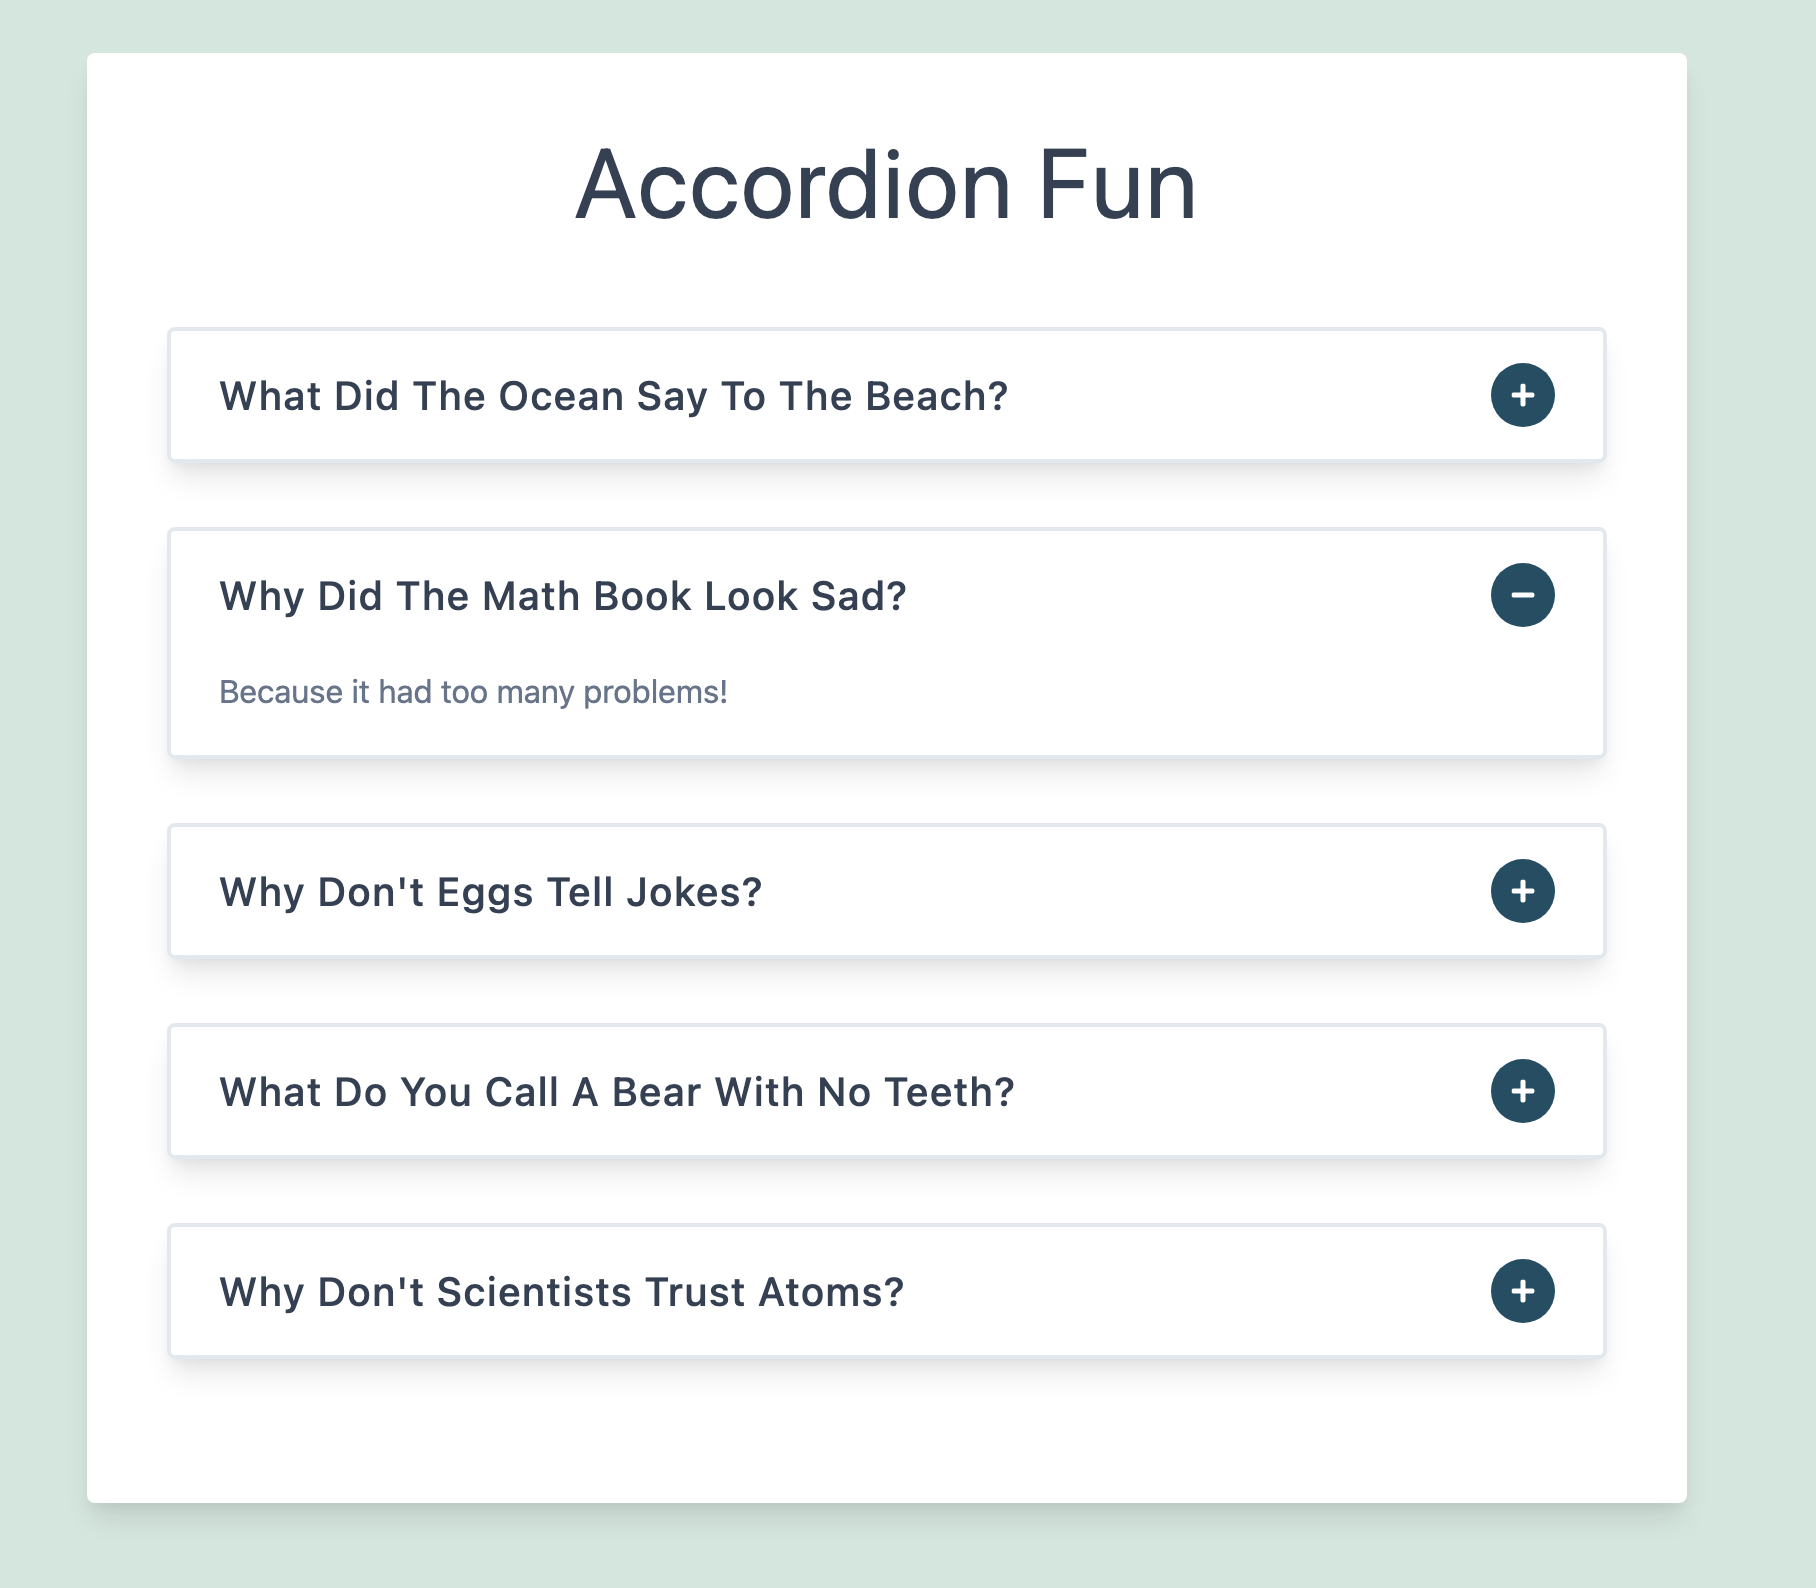 Accordion Fun
What Did The Ocean Say To The Beach?
Why Did The Math Book Look Sad?
Because it had too many problems!
Why Don't Eggs Tell Jokes?
What Do You Call A Bear With No Teeth?
Why Don't Scientists Trust Atoms?